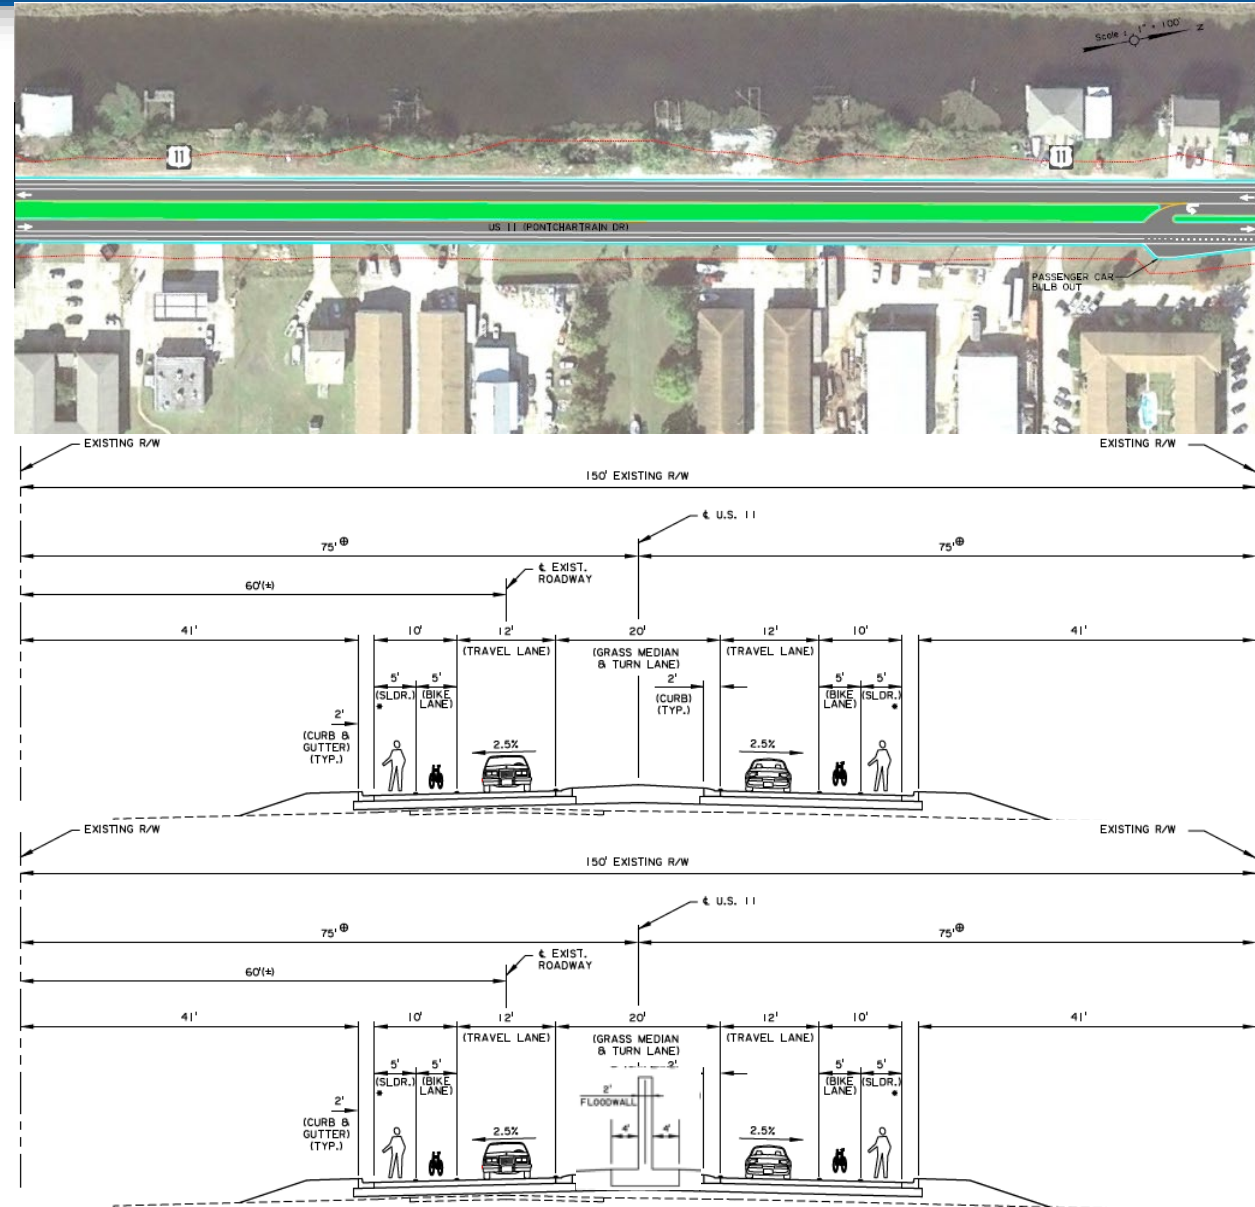 Scale : 1" = 100'
N
11
11
US 11 (PONTCHARTRAIN DR)
PASSENGER CAR
BULB OUT
EXISTING R/W
EXISTING R/W
150' EXISTING R/W
℄ U.S. 11
75'⊕
75'⊕
℄ EXIST.
ROADWAY
60'(±)
41'
10'
12'
20'
12'
10'
41'
(TRAVEL LANE)
(GRASS MEDIAN
& TURN LANE)
(TRAVEL LANE)
5'
5'
2'
5'
5'
(SLDR.)
*
(BIKE
LANE)
(CURB)
(TYP.)
(BIKE
LANE)
(SLDR.)
*
2'
(CURB &
GUTTER)
(TYP.)
2.5%
2.5%
EXISTING R/W
EXISTING R/W
150' EXISTING R/W
℄ U.S. 11
75'⊕
75'⊕
℄ EXIST.
ROADWAY
60'(±)
41'
10'
12'
20'
12'
10'
41'
(TRAVEL LANE)
(GRASS MEDIAN
& TURN LANE)
(TRAVEL LANE)
5'
5'
5'
5'
(SLDR.)
*
(BIKE
LANE)
(BIKE
LANE)
(SLDR.)
*
2'
FLOODWALL
4'
4'
2'
(CURB &
GUTTER)
(TYP.)
2.5%
2.5%